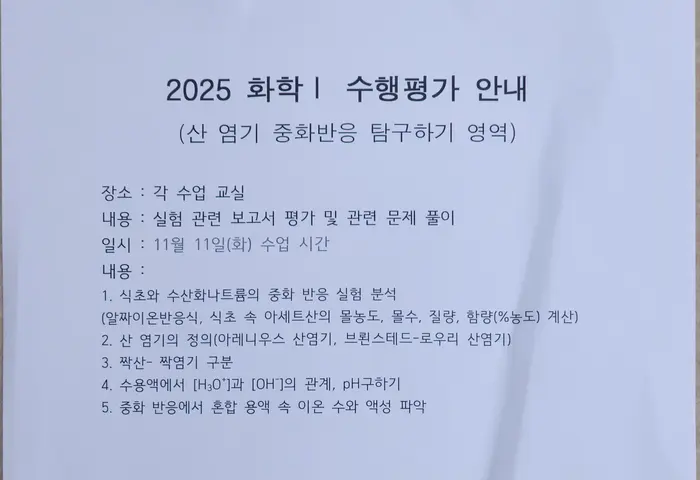 2025 화학Ⅰ 수행평가 안내
(산 염기 중화반응 탐구하기 영역)
장소 : 각 수업 교실
내용 : 실험 관련 보고서 평가 및 관련 문제 풀이
일시 : 11월 11일(화) 수업 시간
내용 :
1. 식초와 수산화나트륨의 중화 반응 실험 분석
(알짜이온반응식, 식초 속 아세트산의 몰농도, 몰수, 질량, 함량(%농도) 계산)
2. 산 염기의 정의(아레니우스 산염기, 브뢴스테드-로우리 산염기)
3. 짝산- 짝염기 구분
4. 수용액에서 [H₃O⁺]과 [OH⁻]의 관계, pH구하기
5. 중화 반응에서 혼합 용액 속 이온 수와 액성 파악